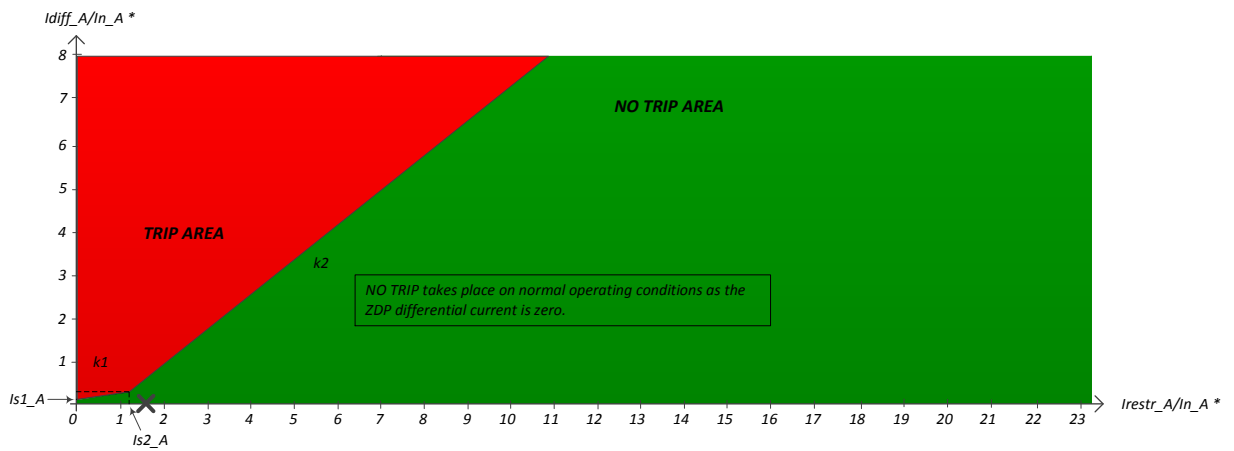 Idiff_A/In_A *
8
7
6
5
4
3
2
1
NO TRIP AREA
TRIP AREA
k2
NO TRIP takes place on normal operating conditions as the
ZDP differential current is zero.
k1
Is1_A
0 1 2 3 4 5 6 7 8 9 10 11 12 13 14 15 16 17 18 19 20 21 22 23
Irestr_A/In_A *
Is2_A